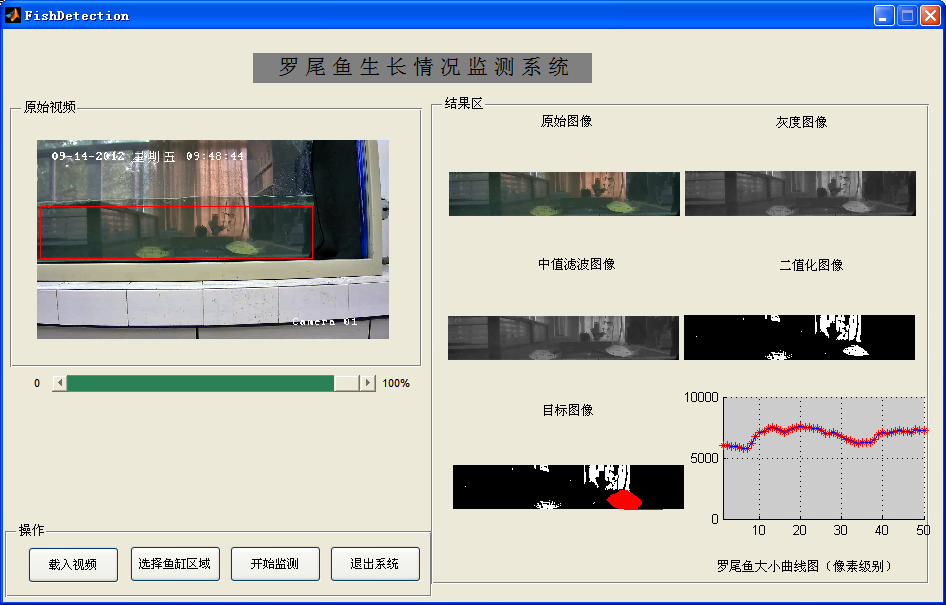 FishDetection
罗尾鱼生长情况监测系统
原始视频
09-14-2012 星期五 09:48:44
Camera 01
0
100%
操作
载入视频
选择鱼缸区域
开始监测
退出系统
结果区
原始图像
灰度图像
中值滤波图像
二值化图像
目标图像
10000
5000
0
10 20 30 40 50
罗尾鱼大小曲线图（像素级别）